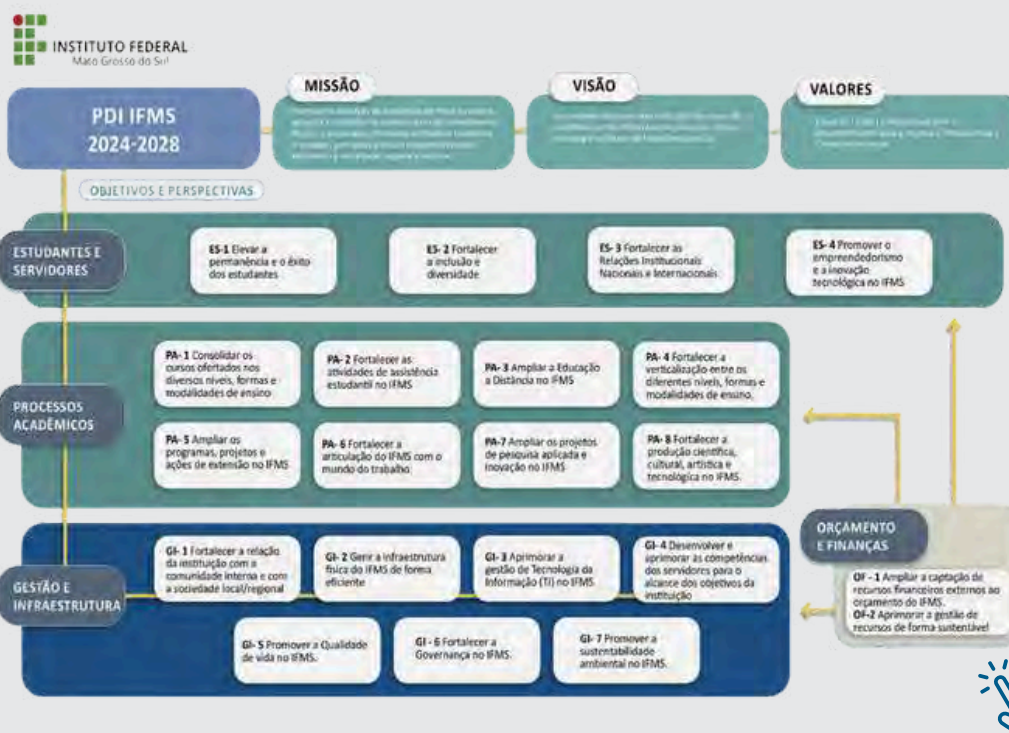 INSTITUTO FEDERAL
Mato Grosso do Sul
PDI IFMS
2024-2028
MISSÃO
VISÃO
VALORES
OBJETIVOS E PERSPECTIVAS
ESTUDANTES E
SERVIDORES
ES-1 Elevar a
permanência e o êxito
dos estudantes
ES- 2 Fortalecer
a inclusão e
diversidade
ES- 3 Fortalecer as
Relações Institucionais
Nacionais e Internacionais
ES- 4 Promover o
empreendedorismo
e a inovação
tecnológica no IFMS
PROCESSOS
ACADÊMICOS
PA- 1 Consolidar os
cursos ofertados nos
diversos níveis, formas e
modalidades de ensino
PA- 2 Fortalecer as
atividades de assistência
estudantil no IFMS
PA- 3 Ampliar a Educação
a Distância no IFMS
PA- 4 Fortalecer a
verticalização entre os
diferentes níveis, formas e
modalidades de ensino.
PA- 5 Ampliar os
programas, projetos e
ações de extensão no IFMS
PA- 6 Fortalecer a
articulação do IFMS com o
mundo do trabalho
PA-7 Ampliar os projetos
de pesquisa aplicada e
inovação no IFMS
PA- 8 Fortalecer a
produção científica,
cultural, artística e
tecnológica no IFMS.
GESTÃO E
INFRAESTRUTURA
GI- 1 Fortalecer a relação
da instituição com a
comunidade interna e com
a sociedade local/regional
GI- 2 Gerir a infraestrutura
física do IFMS de forma
eficiente
GI- 3 Aprimorar a
gestão de Tecnologia da
Informação (TI) no IFMS
GI- 4 Desenvolver e
aprimorar as competências
dos servidores para o
alcance dos objetivos da
instituição
GI- 5 Promover a Qualidade
de vida no IFMS.
GI - 6 Fortalecer a
Governança no IFMS.
GI- 7 Promover a
sustentabilidade
ambiental no IFMS.
ORÇAMENTO
E FINANÇAS
OF - 1 Ampliar a captação de
recursos financeiros externos ao
orçamento do IFMS.
OF-2 Aprimorar a gestão de
recursos de forma sustentável